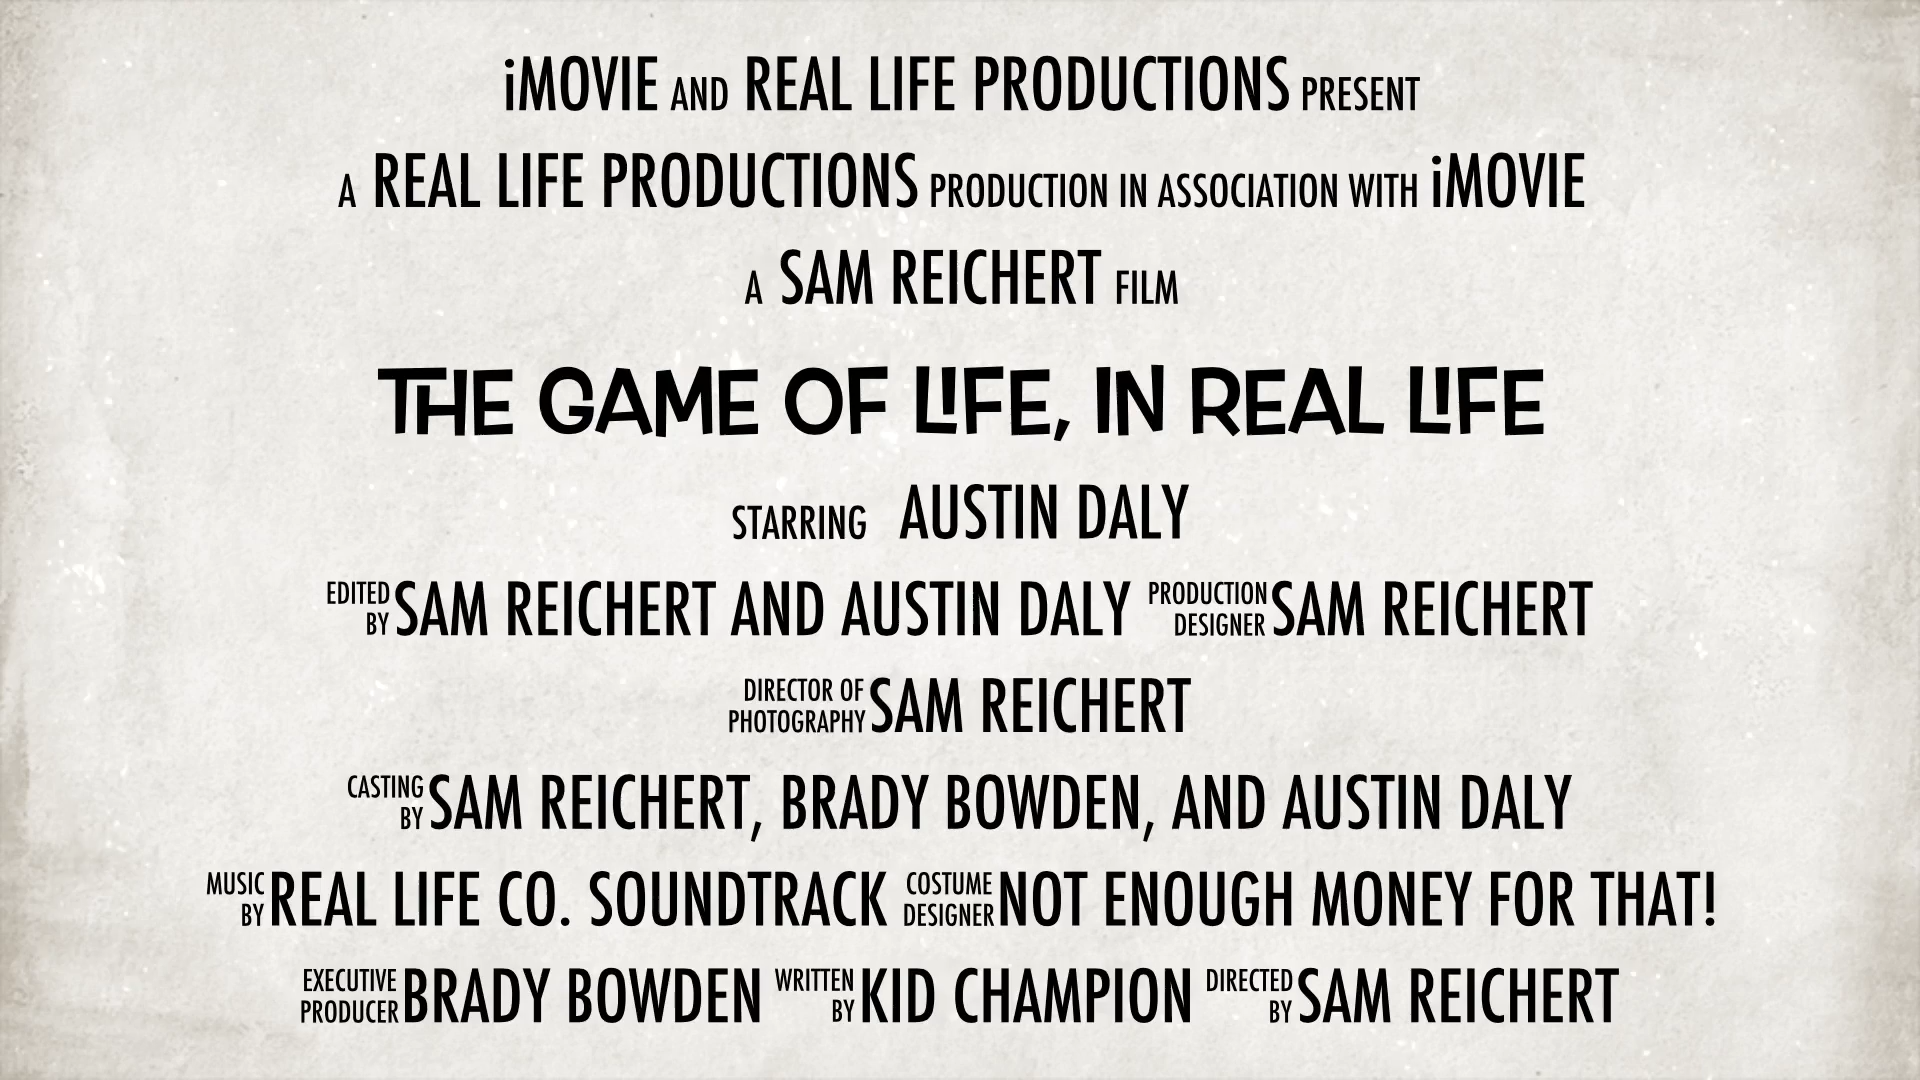 iMOVIE AND REAL LIFE PRODUCTIONS PRESENT
A REAL LIFE PRODUCTIONS PRODUCTION IN ASSOCIATION WITH iMOVIE
A SAM REICHERT FILM
THE GAME OF LIFE, IN REAL LIFE
STARRING AUSTIN DALY
EDITED BY SAM REICHERT AND AUSTIN DALY PRODUCTION DESIGNER SAM REICHERT
DIRECTOR OF PHOTOGRAPHY SAM REICHERT
CASTING BY SAM REICHERT, BRADY BOWDEN, AND AUSTIN DALY
MUSIC BY REAL LIFE CO. SOUNDTRACK COSTUME DESIGNER NOT ENOUGH MONEY FOR THAT!
EXECUTIVE PRODUCER BRADY BOWDEN WRITTEN BY KID CHAMPION DIRECTED BY SAM REICHERT